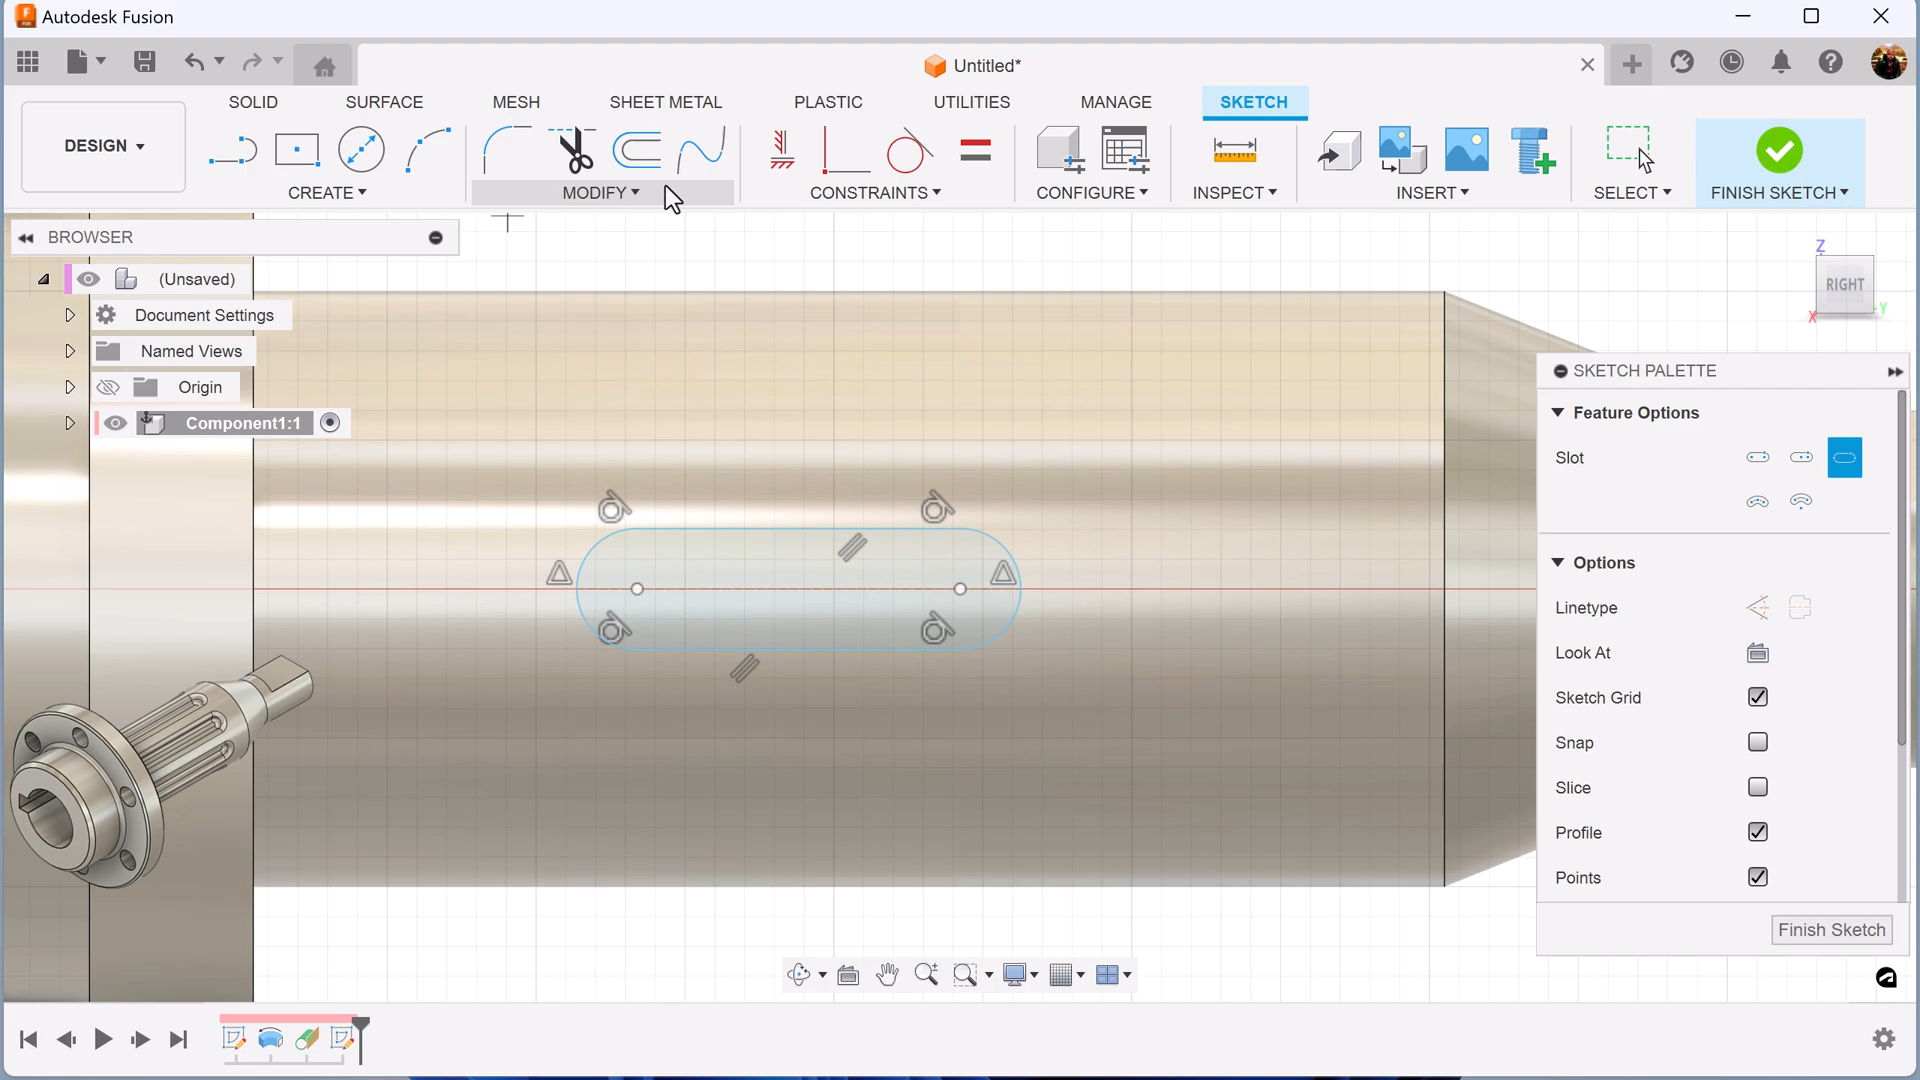 Autodesk Fusion
Untitled*
SOLID SURFACE MESH SHEET METAL PLASTIC UTILITIES MANAGE SKETCH
DESIGN
CREATE MODIFY CONSTRAINTS CONFIGURE INSPECT INSERT SELECT FINISH SKETCH
BROWSER
(Unsaved)
Document Settings
Named Views
Origin
Component1:1
Z
RIGHT
Y
X
SKETCH PALETTE
Feature Options
Slot
Options
Linetype
Look At
Sketch Grid
Snap
Slice
Profile
Points
Finish Sketch